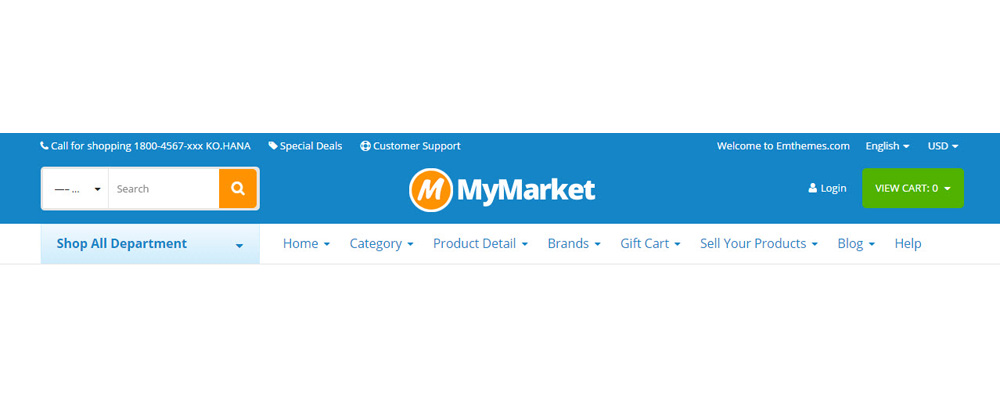 Call for shopping 1800-4567-xxx KO.HANA Special Deals Customer Support Welcome to Emthemes.com English USD
—– ... Search M MyMarket Login VIEW CART: 0
Shop All Department Home Category Product Detail Brands Gift Cart Sell Your Products Blog Help